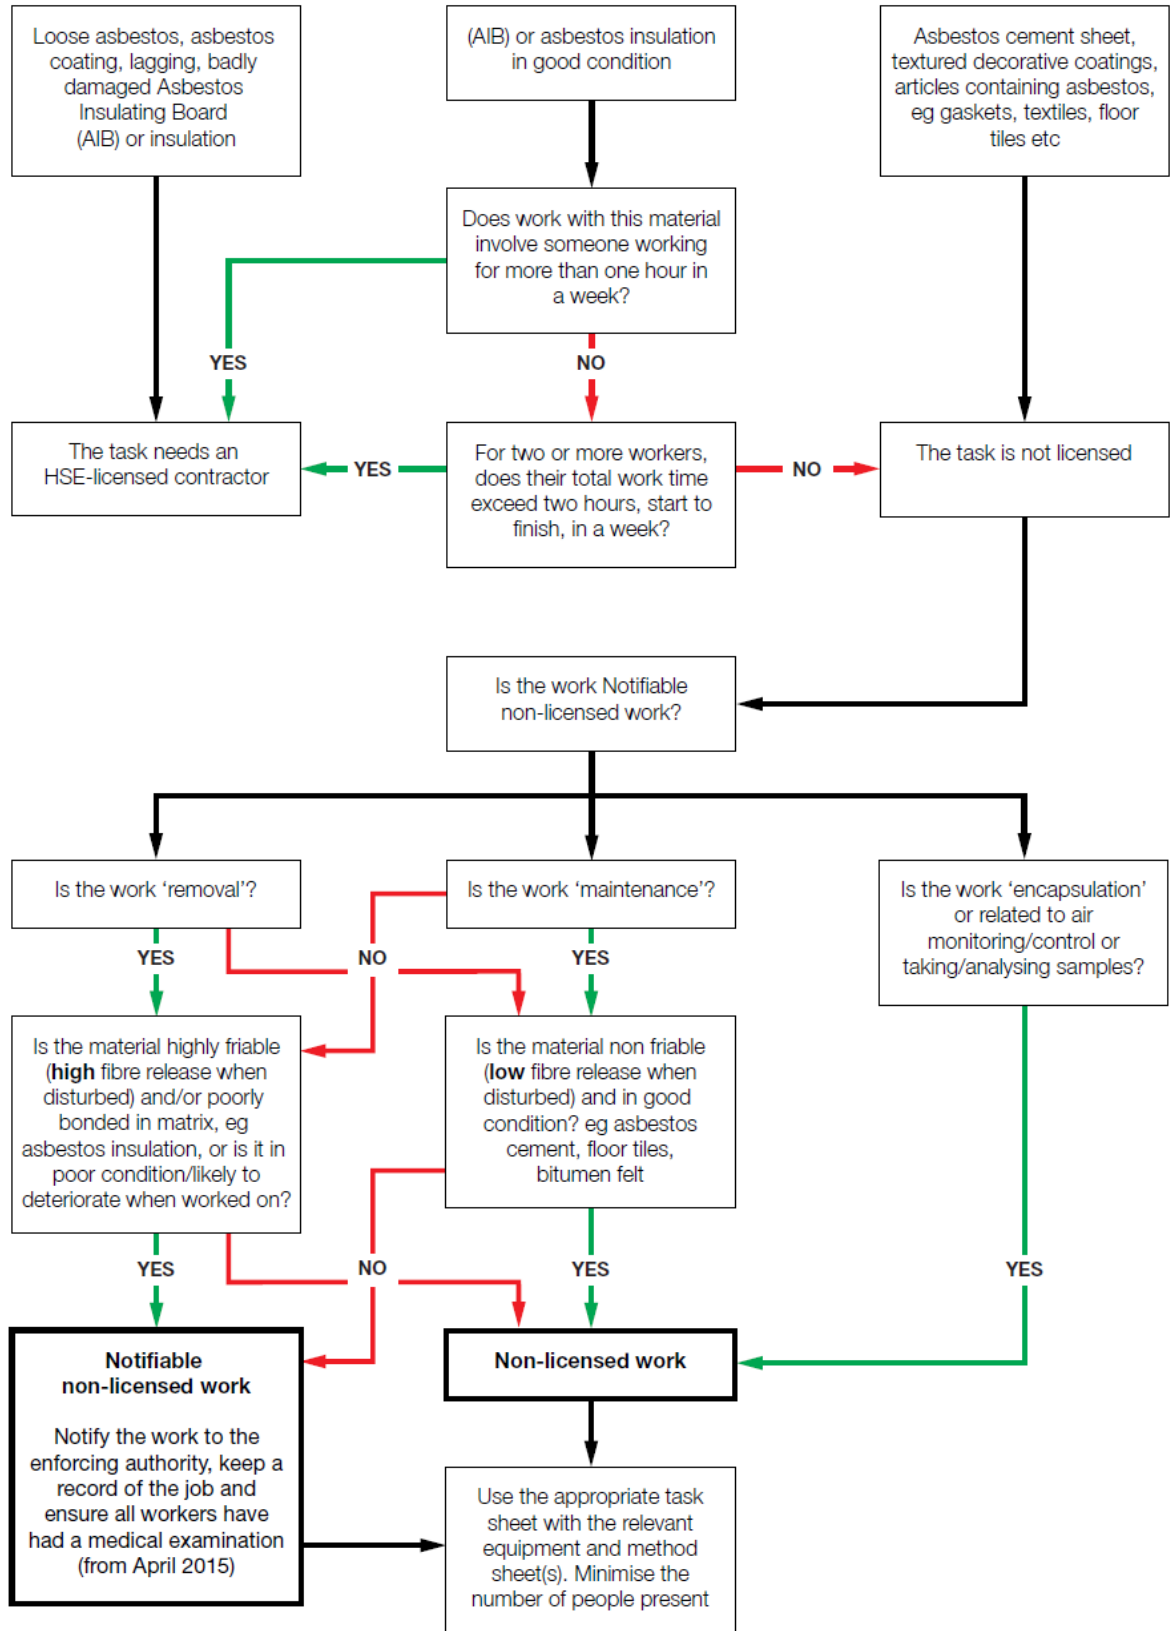 Loose asbestos, asbestos
coating, lagging, badly
damaged Asbestos
Insulating Board
(AIB) or insulation
(AIB) or asbestos insulation
in good condition
Asbestos cement sheet,
textured decorative coatings,
articles containing asbestos,
eg gaskets, textiles, floor
tiles etc
Does work with this material
involve someone working
for more than one hour in
a week?
YES
NO
The task needs an
HSE-licensed contractor
YES
For two or more workers,
does their total work time
exceed two hours, start to
finish, in a week?
NO
The task is not licensed
Is the work Notifiable
non-licensed work?
Is the work ‘removal’?
Is the work ‘maintenance’?
Is the work ‘encapsulation’
or related to air
monitoring/control or
taking/analysing samples?
YES
NO
YES
Is the material highly friable
(high fibre release when
disturbed) and/or poorly
bonded in matrix, eg
asbestos insulation, or is it in
poor condition/likely to
deteriorate when worked on?
Is the material non friable
(low fibre release when
disturbed) and in good
condition? eg asbestos
cement, floor tiles,
bitumen felt
YES
NO
YES
YES
Notifiable
non-licensed work
Notify the work to the
enforcing authority, keep a
record of the job and
ensure all workers have
had a medical examination
(from April 2015)
Non-licensed work
Use the appropriate task
sheet with the relevant
equipment and method
sheet(s). Minimise the
number of people present